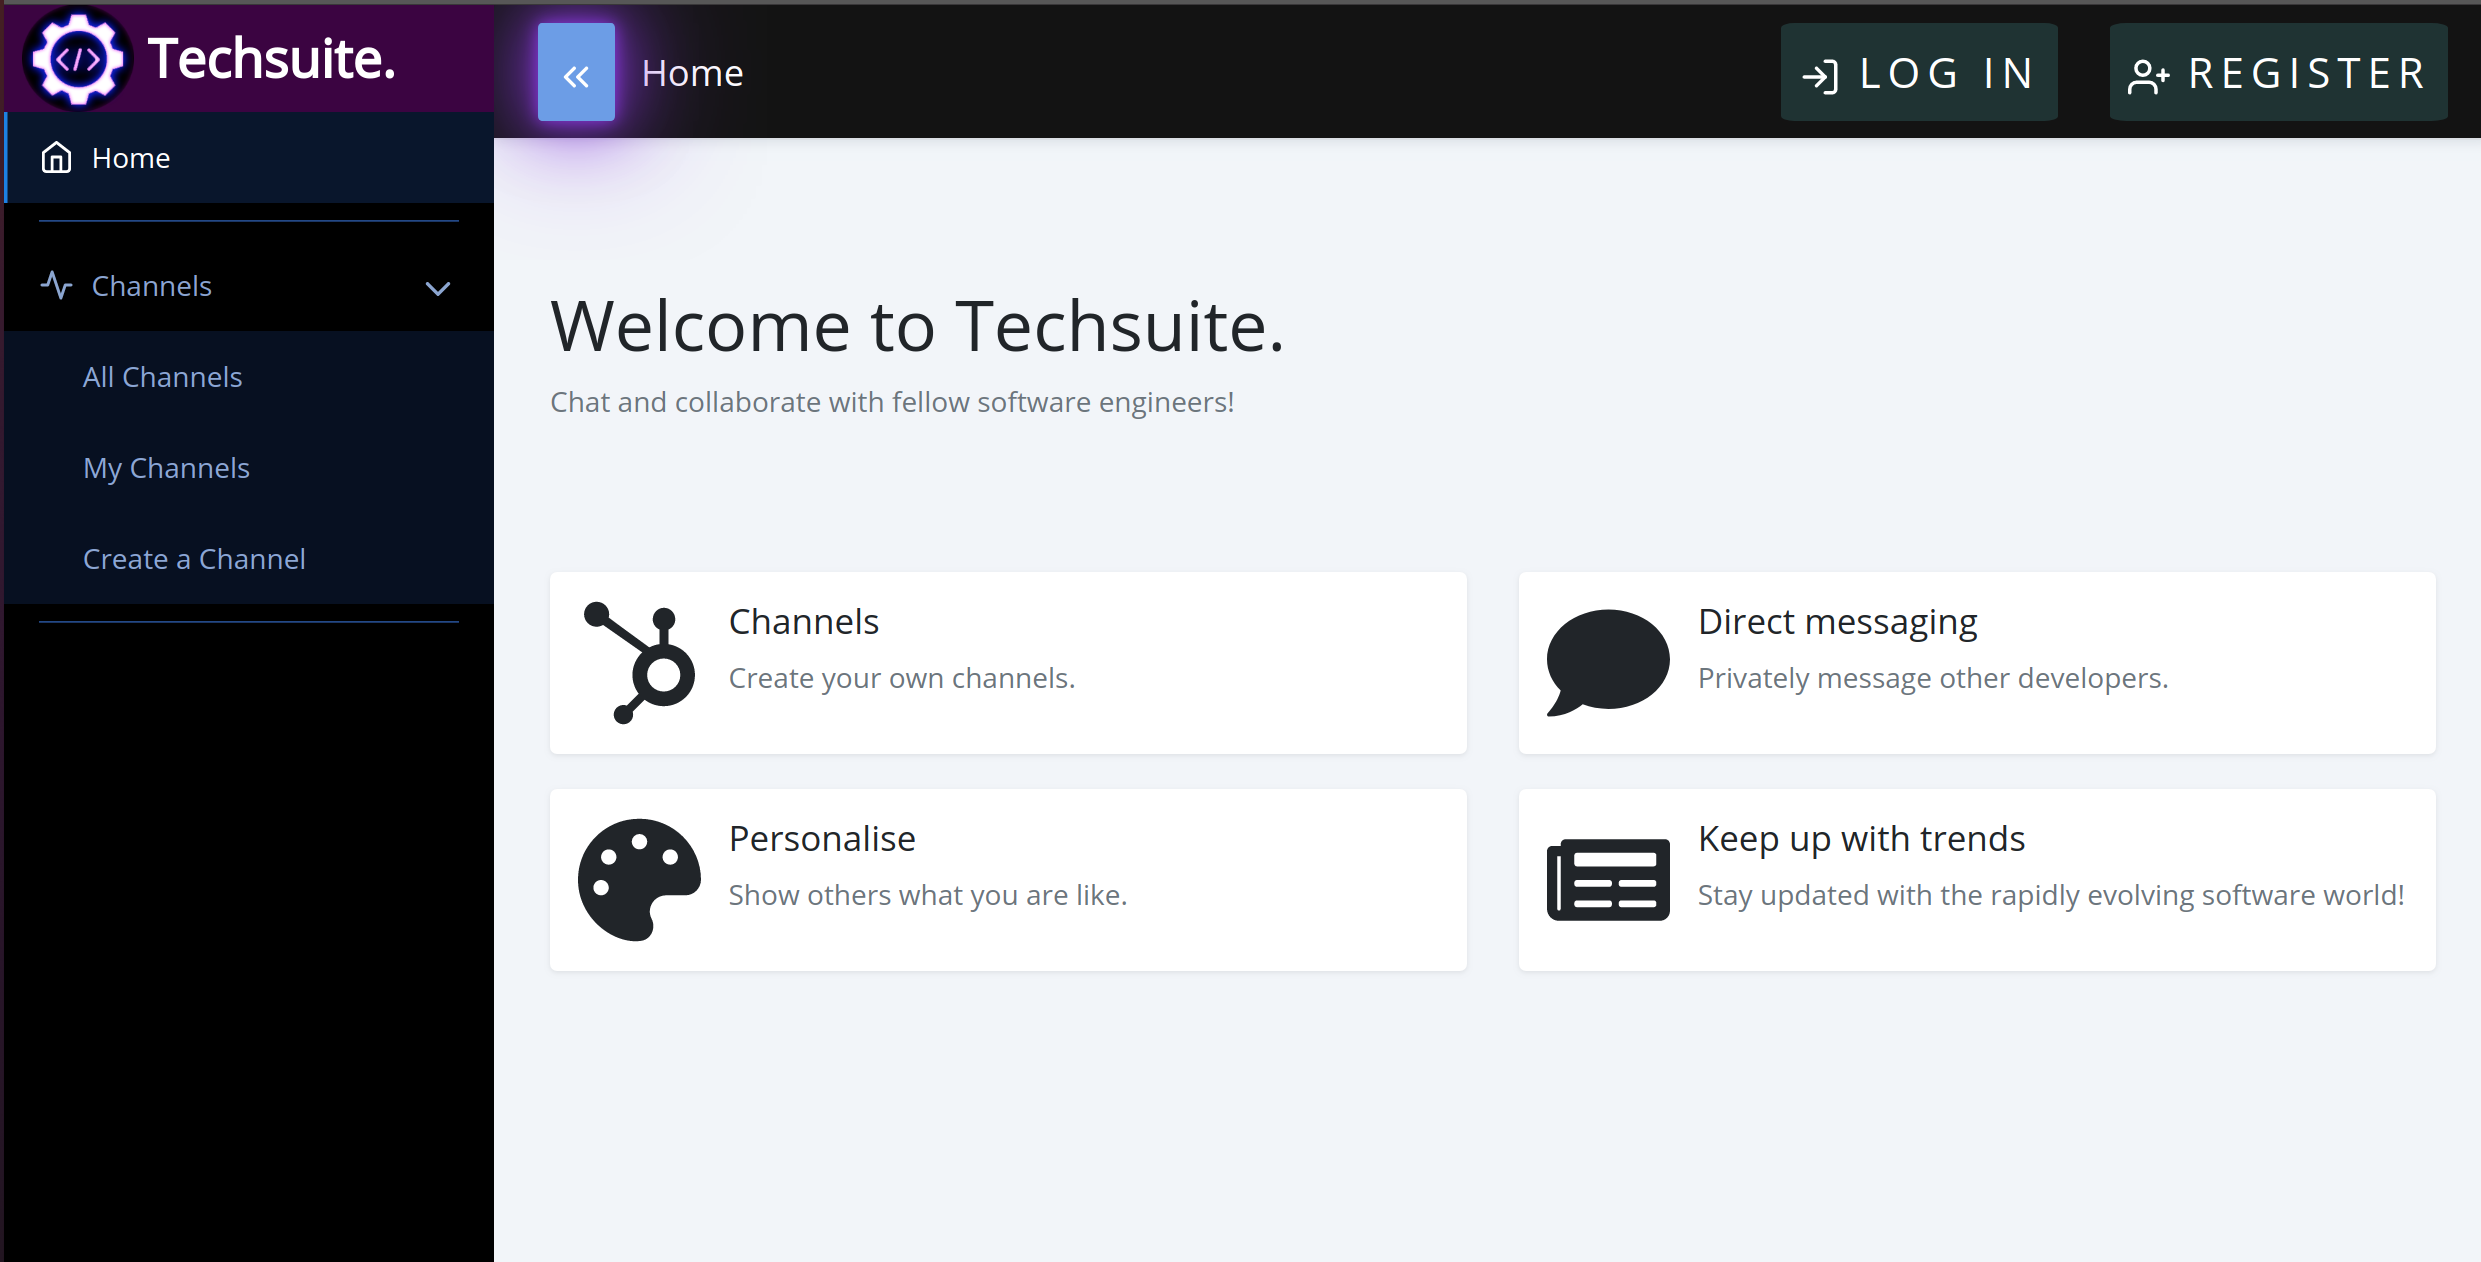 Techsuite.
Home
Channels
All Channels
My Channels
Create a Channel
Home
LOG IN
REGISTER
Welcome to Techsuite.
Chat and collaborate with fellow software engineers!
Channels
Create your own channels.
Direct messaging
Privately message other developers.
Personalise
Show others what you are like.
Keep up with trends
Stay updated with the rapidly evolving software world!